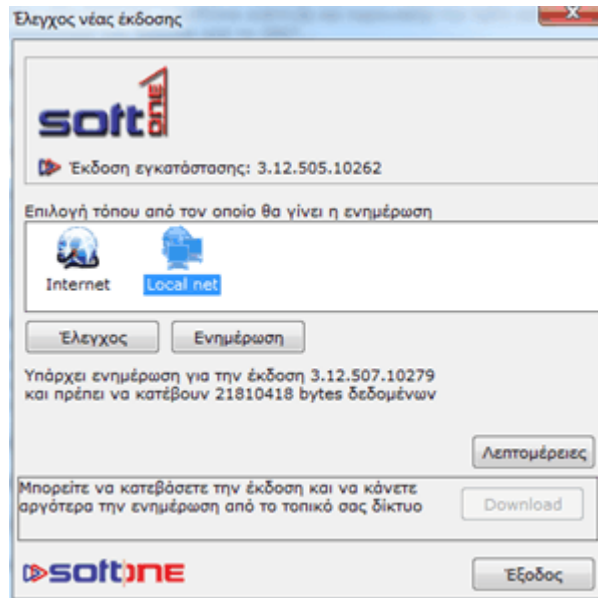 Έλεγχος νέας έκδοσης
soft one
Έκδοση εγκατάστασης: 3.12.505.10262
Επιλογή τόπου από τον οποίο θα γίνει η ενημέρωση
Internet Local net
Έλεγχος Ενημέρωση
Υπάρχει ενημέρωση για την έκδοση 3.12.507.10279
και πρέπει να κατέβουν 21810418 bytes δεδομένων
Λεπτομέρειες
Μπορείτε να κατεβάσετε την έκδοση και να κάνετε
αργότερα την ενημέρωση από το τοπικό σας δίκτυο
Download
softone
Έξοδος